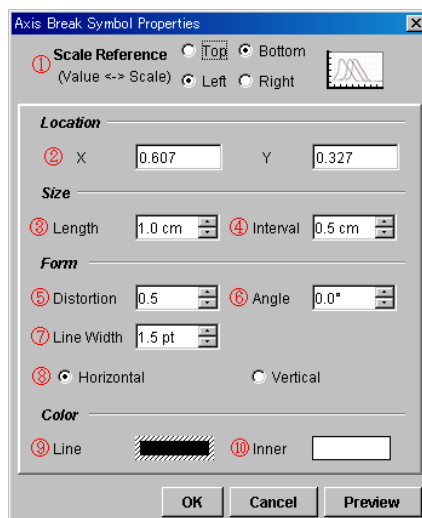 Axis Break Symbol Properties
① Scale Reference Top Bottom
(Value <-> Scale) Left Right
Location
② X 0.607 Y 0.327
Size
③ Length 1.0 cm ④ Interval 0.5 cm
Form
⑤ Distortion 0.5 ⑥ Angle 0.0°
⑦ Line Width 1.5 pt
⑧ Horizontal Vertical
Color
⑨ Line ⑩ Inner
OK Cancel Preview